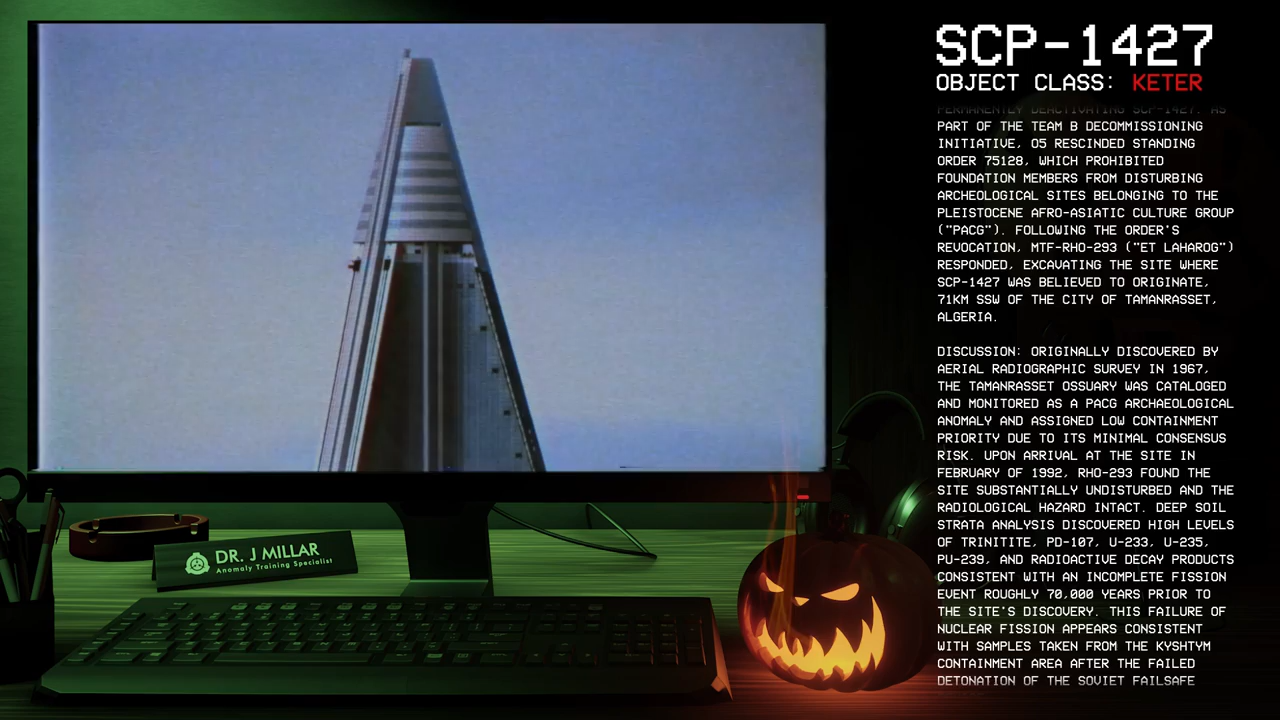 SCP-1427
OBJECT CLASS: KETER
PERMANENTLY DEACTIVATING SCP-1427. AS
PART OF THE TEAM B DECOMMISSIONING
INITIATIVE, O5 RESCINDED STANDING
ORDER 75128, WHICH PROHIBITED
FOUNDATION MEMBERS FROM DISTURBING
ARCHEOLOGICAL SITES BELONGING TO THE
PLEISTOCENE AFRO-ASIATIC CULTURE GROUP
("PACG"). FOLLOWING THE ORDER'S
REVOCATION, MTF-RHO-293 ("ET LAHAROG")
RESPONDED, EXCAVATING THE SITE WHERE
SCP-1427 WAS BELIEVED TO ORIGINATE,
71KM SSW OF THE CITY OF TAMANRASSET,
ALGERIA.
DISCUSSION: ORIGINALLY DISCOVERED BY
AERIAL RADIOGRAPHIC SURVEY IN 1967,
THE TAMANRASSET OSSUARY WAS CATALOGED
AND MONITORED AS A PACG ARCHAEOLOGICAL
ANOMALY AND ASSIGNED LOW CONTAINMENT
PRIORITY DUE TO ITS MINIMAL CONSENSUS
RISK. UPON ARRIVAL AT THE SITE IN
FEBRUARY OF 1992, RHO-293 FOUND THE
SITE SUBSTANTIALLY UNDISTURBED AND THE
RADIOLOGICAL HAZARD INTACT. DEEP SOIL
STRATA ANALYSIS DISCOVERED HIGH LEVELS
OF TRINITITE, PD-107, U-233, U-235,
PU-239, AND RADIOACTIVE DECAY PRODUCTS
CONSISTENT WITH AN INCOMPLETE FISSION
EVENT ROUGHLY 70,000 YEARS PRIOR TO
THE SITE'S DISCOVERY. THIS FAILURE OF
NUCLEAR FISSION APPEARS CONSISTENT
WITH SAMPLES TAKEN FROM THE KYSHTYM
CONTAINMENT AREA AFTER THE FAILED
DETONATION OF THE SOVIET FAILSAFE
DR. J MILLAR
Anomaly Training Specialist